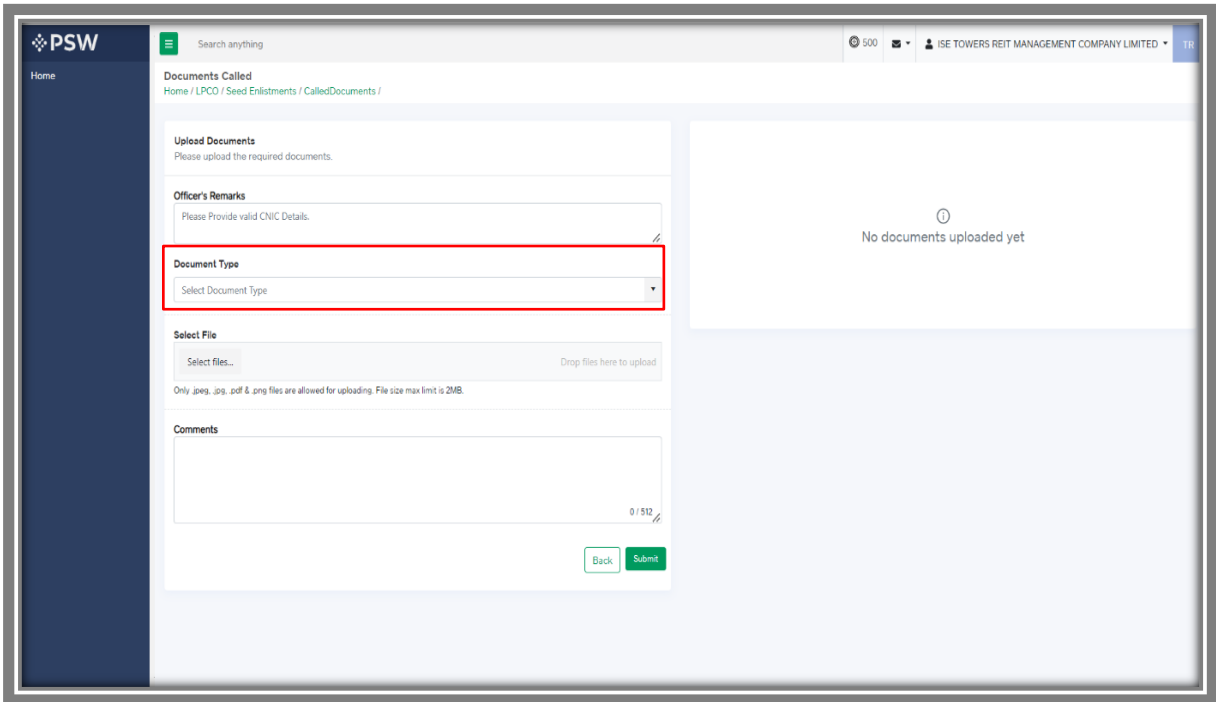 PSW
Search anything
500
ISE TOWERS REIT MANAGEMENT COMPANY LIMITED
TR
Home
Documents Called
Home / LPCO / Seed Enlistments / CalledDocuments /
Upload Documents
Please upload the required documents.
Officer's Remarks
Please Provide valid CNIC Details.
Document Type
Select Document Type
Select File
Select files...
Drop files here to upload
Only .jpeg, .jpg, .pdf & .png files are allowed for uploading. File size max limit is 2MB.
Comments
0 / 512
Back
Submit
No documents uploaded yet